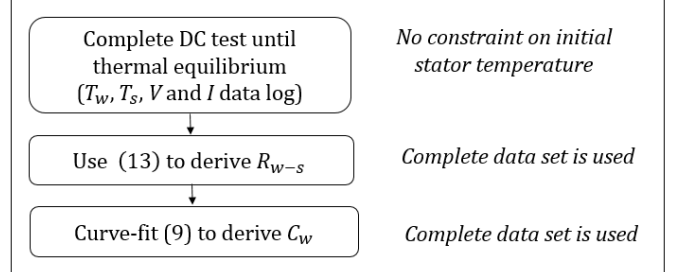 Complete DC test until
thermal equilibrium
(T_w, T_s, V and I data log)
No constraint on initial
stator temperature
Use (13) to derive R_{w−s}
Complete data set is used
Curve-fit (9) to derive C_w
Complete data set is used